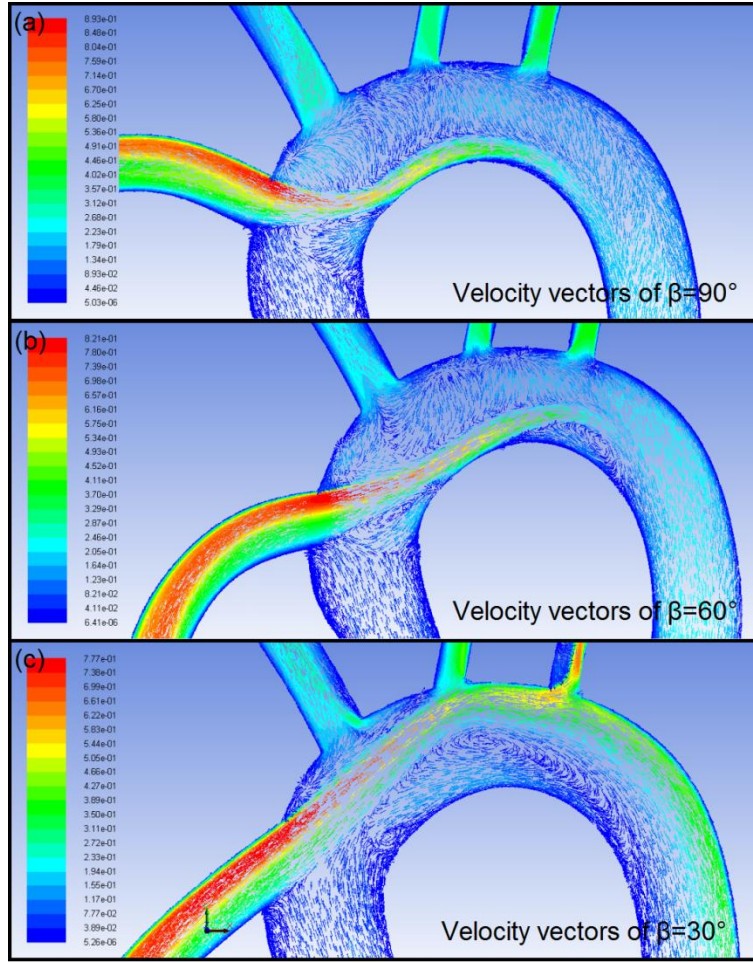 (a)
8.93e-01
8.48e-01
8.04e-01
7.59e-01
7.14e-01
6.70e-01
6.25e-01
5.80e-01
5.36e-01
4.91e-01
4.46e-01
4.02e-01
3.57e-01
3.12e-01
2.68e-01
2.23e-01
1.79e-01
1.34e-01
8.93e-02
4.46e-02
5.03e-06
Velocity vectors of β=90°
(b)
8.21e-01
7.80e-01
7.39e-01
6.98e-01
6.57e-01
6.16e-01
5.75e-01
5.34e-01
4.93e-01
4.52e-01
4.11e-01
3.70e-01
3.29e-01
2.87e-01
2.46e-01
2.05e-01
1.64e-01
1.23e-01
8.21e-02
4.11e-02
6.41e-06
Velocity vectors of β=60°
(c)
7.77e-01
7.38e-01
6.99e-01
6.61e-01
6.22e-01
5.83e-01
5.44e-01
5.05e-01
4.66e-01
4.27e-01
3.89e-01
3.50e-01
3.11e-01
2.72e-01
2.33e-01
1.94e-01
1.55e-01
1.17e-01
7.77e-02
3.89e-02
5.26e-06
Velocity vectors of β=30°